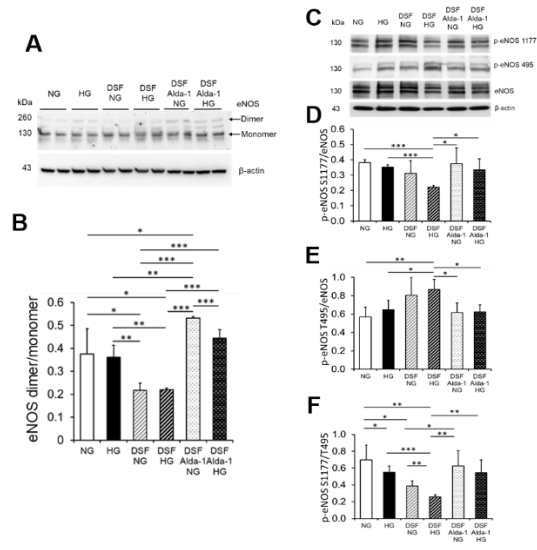 A
NG
HG
DSF
NG
DSF
HG
DSF
Alda-1
NG
DSF
Alda-1
HG
eNOS
kDa
260
Dimer
130
Monomer
43
β-actin
B
eNOS dimer/monomer
0.6
0.5
0.4
0.3
0.2
0.1
0
*
***
***
**
***
*
**
*
**
***
***
NG
HG
DSF
NG
DSF
HG
DSF
Alda-1
NG
DSF
Alda-1
HG
C
kDa
NG
HG
DSF
NG
DSF
HG
DSF
Alda-1
NG
DSF
Alda-1
HG
130
p-eNOS 1177
130
p-eNOS 495
130
eNOS
43
β-actin
D
p-eNOS S1177/eNOS
0.6
0.5
0.4
0.3
0.2
0.1
0.0
***
***
*
*
NG
HG
DSF
NG
DSF
HG
DSF
Alda-1
NG
DSF
Alda-1
HG
E
p-eNOS T495/eNOS
1.0
0.8
0.6
0.4
0.2
0.0
**
*
*
*
NG
HG
DSF
NG
DSF
HG
DSF
Alda-1
NG
DSF
Alda-1
HG
F
p-eNOS S1177/T495
1.0
0.8
0.6
0.4
0.2
0.0
**
*
*
***
**
*
**
**
NG
HG
DSF
NG
DSF
HG
DSF
Alda-1
NG
DSF
Alda-1
HG